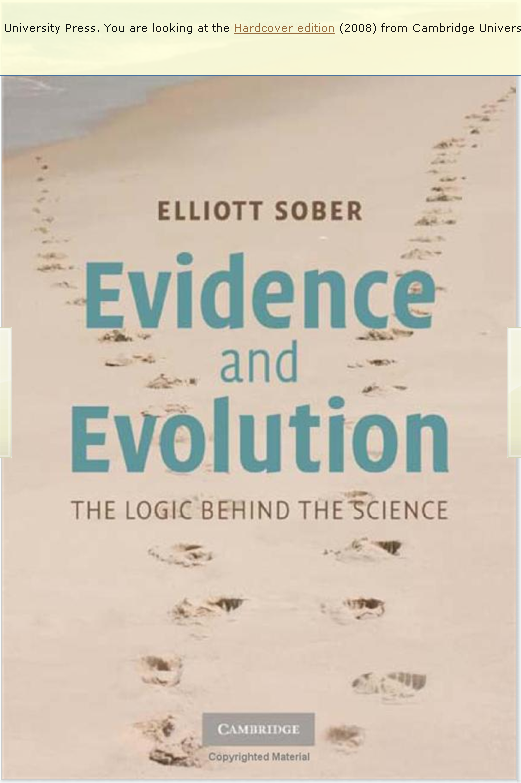 University Press. You are looking at the Hardcover edition (2008) from Cambridge Univers
ELLIOTT SOBER
Evidence
and
Evolution
THE LOGIC BEHIND THE SCIENCE
CAMBRIDGE
Copyrighted Material